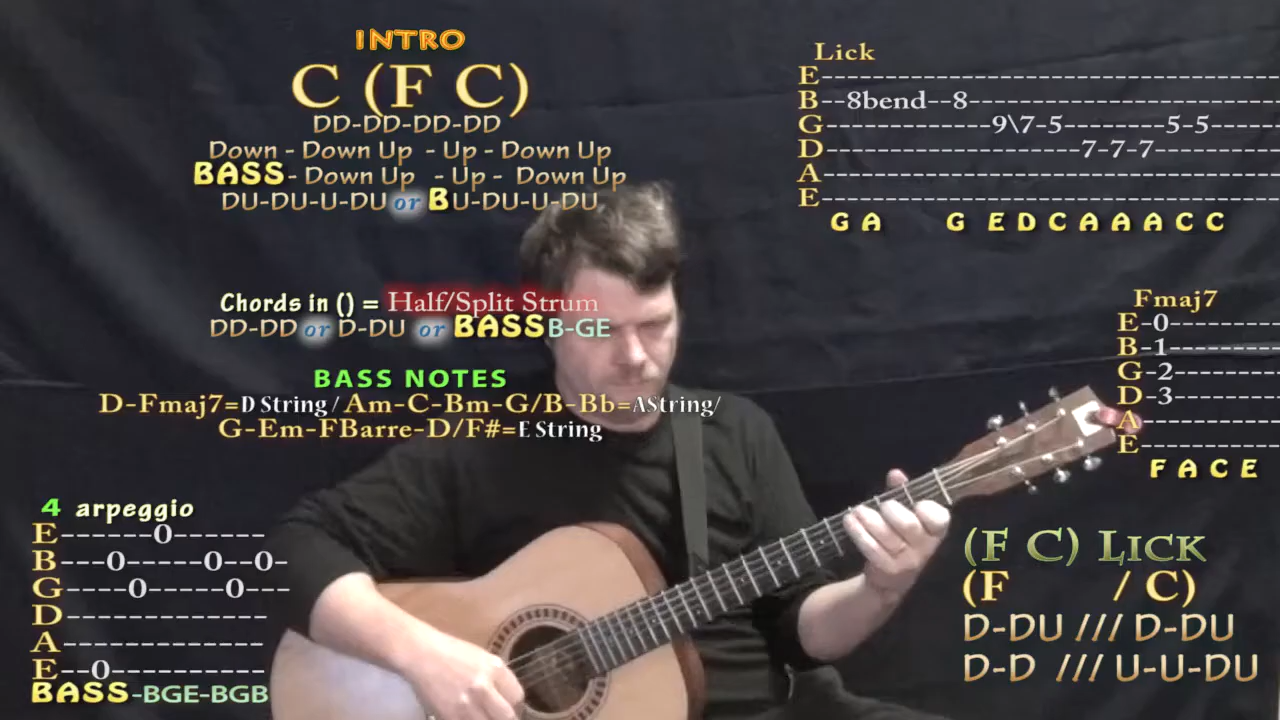 INTRO
C (F C)
DD-DD-DD-DD
Down - Down Up - Up - Down Up
BASS - Down Up - Up - Down Up
DU-DU-U-DU or BU-DU-U-DU
Chords in () = Half/Split Strum
DD-DD or D-DU or BASSB-GE
BASS NOTES
D-Fmaj7=D String / Am-C-Bm-G/B-Bb=AString/
G-Em-FBarre-D/F#=E String
4 arpeggio
E------0------
B---0-----0--0-
G----0-----0---
D-------------
A-------------
E--0----------
BASS-BGE-BGB
Lick
E--------------------------------
B--8bend--8----------------------
G-----------9\7-5--------5-5-----
D-----------------7-7-7----------
A--------------------------------
E--------------------------------
G A G E D C A A A C C
Fmaj7
E-0--------
B-1--------
G-2--------
D-3--------
A----------
E----------
F A C E
(F C) LICK
(F / C)
D-DU /// D-DU
D-D /// U-U-DU